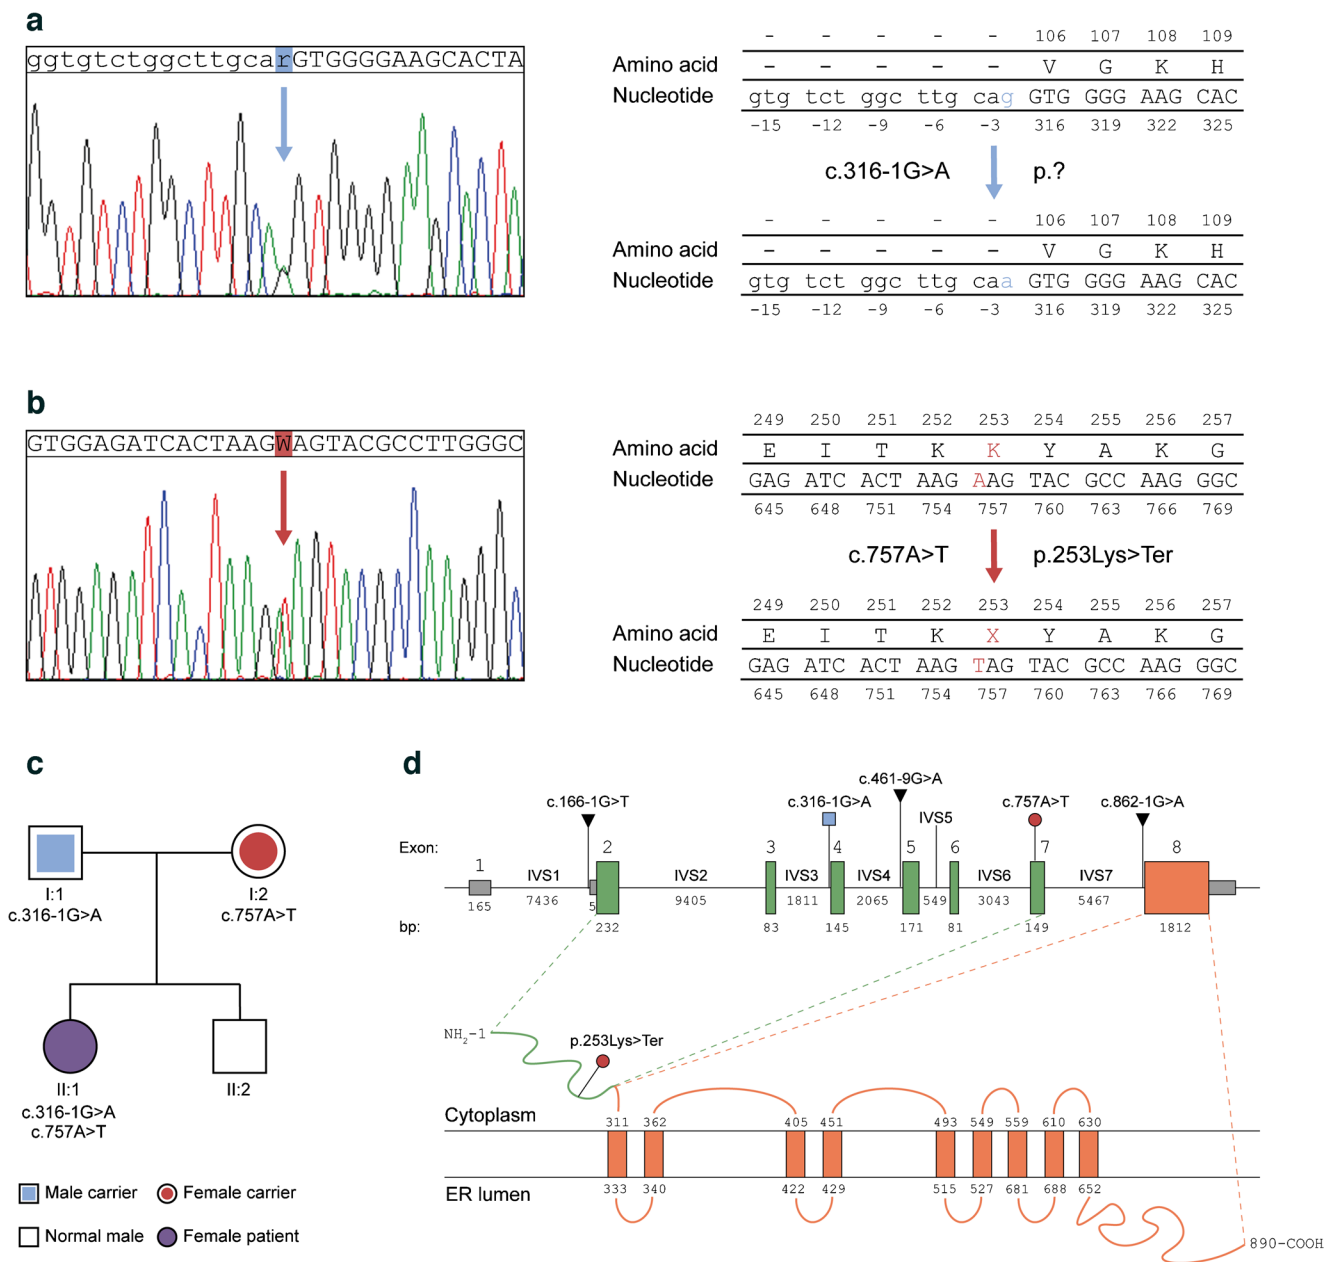 a
ggtgtctggcttgcarGTGGGGAAGCACTA
- - - - - 106 107 108 109
Amino acid - - - - - V G K H
Nucleotide gtg tct ggc ttg cag GTG GGG AAG CAC
-15 -12 -9 -6 -3 316 319 322 325
c.316-1G>A p.?
- - - - - 106 107 108 109
Amino acid - - - - - V G K H
Nucleotide gtg tct ggc ttg caa GTG GGG AAG CAC
-15 -12 -9 -6 -3 316 319 322 325
b
GTGGAGATCACTAAGWAGTACGCCTTGGGC
249 250 251 252 253 254 255 256 257
Amino acid E I T K K Y A K G
Nucleotide GAG ATC ACT AAG AAG TAC GCC AAG GGC
645 648 751 754 757 760 763 766 769
c.757A>T p.253Lys>Ter
249 250 251 252 253 254 255 256 257
Amino acid E I T K X Y A K G
Nucleotide GAG ATC ACT AAG TAG TAC GCC AAG GGC
645 648 751 754 757 760 763 766 769
c
I:1 I:2
c.316-1G>A c.757A>T
II:1 II:2
c.316-1G>A
c.757A>T
Male carrier Female carrier
Normal male Female patient
d
c.461-9G>A
c.166-1G>T c.316-1G>A c.757A>T c.862-1G>A
IVS5
Exon: 1 2 3 4 5 6 7 8
IVS1 IVS2 IVS3 IVS4 IVS6 IVS7
165 7436 5 9405 1811 2065 549 3043 5467
bp: 232 83 145 171 81 149 1812
NH2-1
p.253Lys>Ter
Cytoplasm
311 362 405 451 493 549 559 610 630
ER lumen
333 340 422 429 515 527 681 688 652
890-COOH